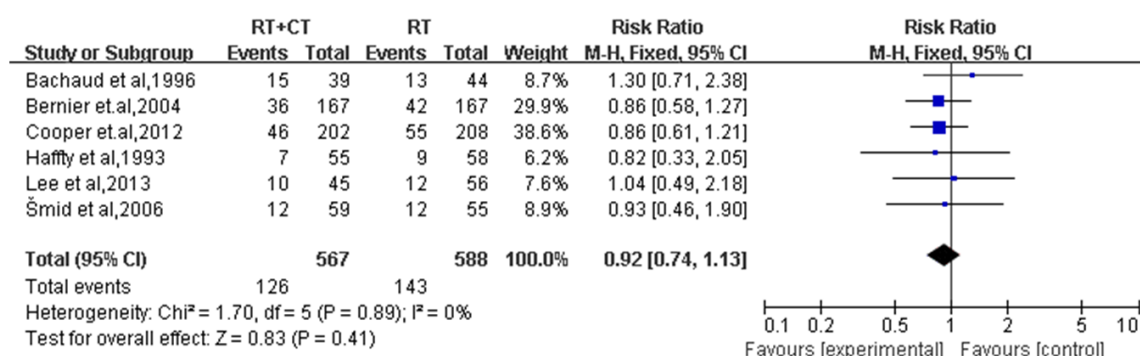 RT+CT RT Risk Ratio Risk Ratio
Study or Subgroup Events Total Events Total Weight M-H, Fixed, 95% CI M-H, Fixed, 95% CI
Bachaud et al,1996 15 39 13 44 8.7% 1.30 [0.71, 2.38]
Bernier et.al,2004 36 167 42 167 29.9% 0.86 [0.58, 1.27]
Cooper et.al,2012 46 202 55 208 38.6% 0.86 [0.61, 1.21]
Haffty et al,1993 7 55 9 58 6.2% 0.82 [0.33, 2.05]
Lee et al,2013 10 45 12 56 7.6% 1.04 [0.49, 2.18]
Šmid et al,2006 12 59 12 55 8.9% 0.93 [0.46, 1.90]
Total (95% CI) 567 588 100.0% 0.92 [0.74, 1.13]
Total events 126 143
Heterogeneity: Chi² = 1.70, df = 5 (P = 0.89); I² = 0%
Test for overall effect: Z = 0.83 (P = 0.41)
0.1 0.2 0.5 1 2 5 10
Favours [experimental] Favours [control]